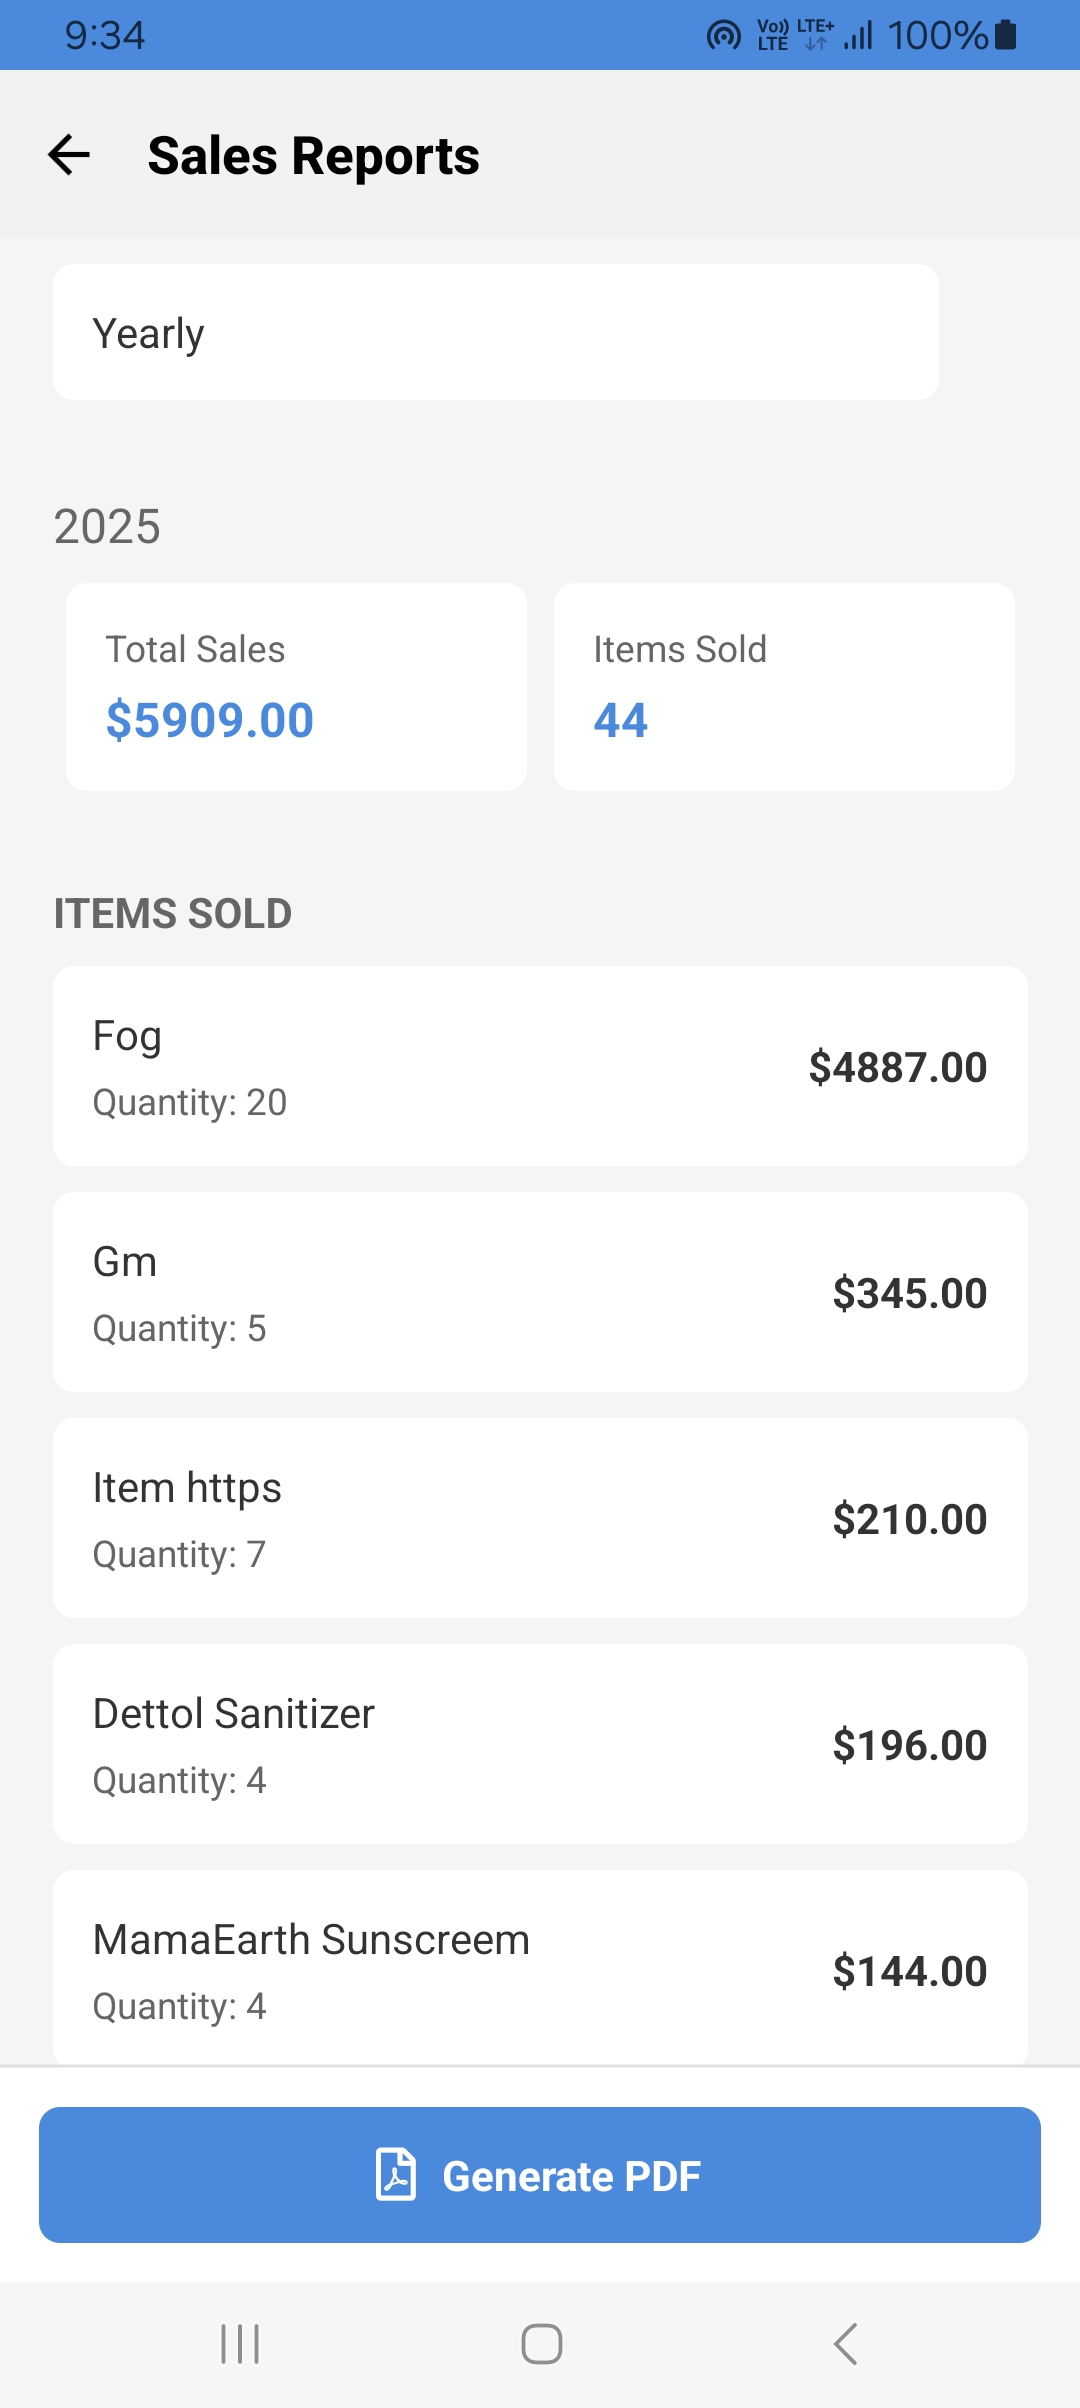 9:34 Vo)) LTE LTE+ 100%
Sales Reports
Yearly
2025
Total Sales Items Sold
$5909.00 44
ITEMS SOLD
Fog
Quantity: 20
$4887.00
Gm
Quantity: 5
$345.00
Item https
Quantity: 7
$210.00
Dettol Sanitizer
Quantity: 4
$196.00
MamaEarth Sunscreem
Quantity: 4
$144.00
Generate PDF